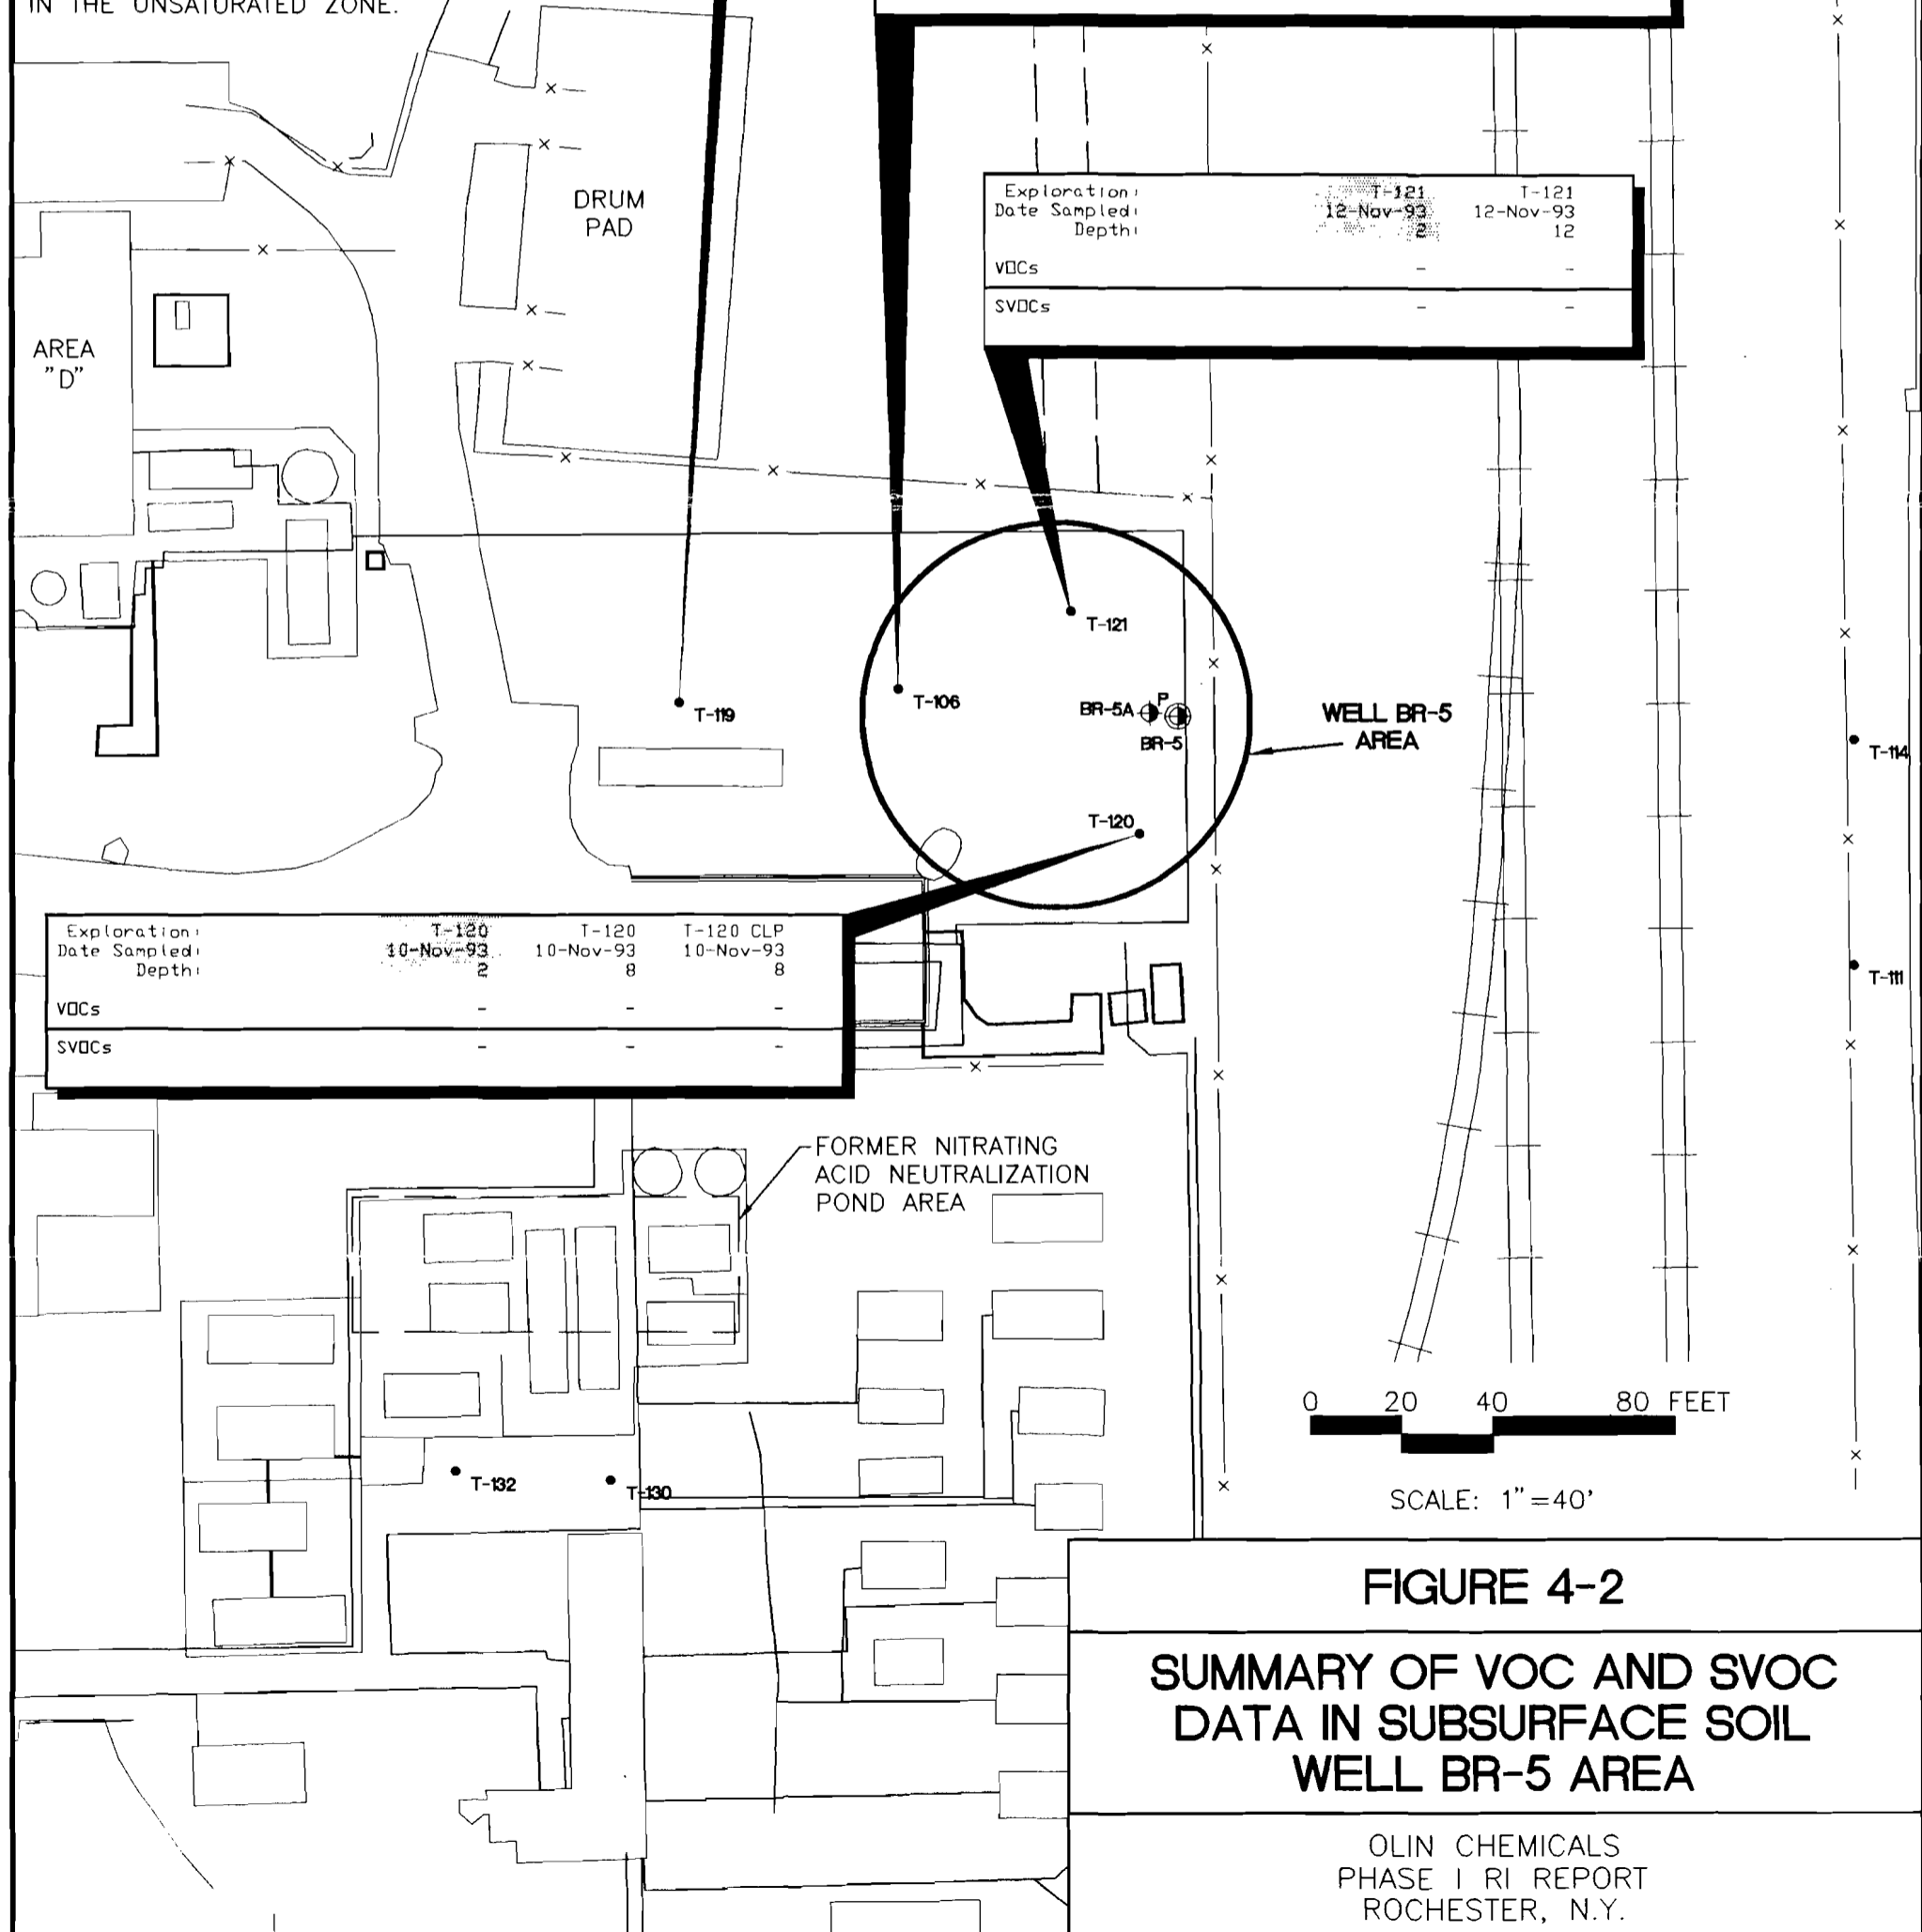 IN THE UNSATURATED ZONE.
DRUM
PAD
AREA
"D"
Exploration: T-121 T-121
Date Sampled: 12-Nov-93 12-Nov-93
Depth: 2 12
VOCs - -
SVOCs - -
T-121
T-106
T-119
BR-5A
P
BR-5
WELL BR-5
AREA
T-114
T-120
T-111
Exploration: T-120 T-120 T-120 CLP
Date Sampled: 10-Nov-93 10-Nov-93 10-Nov-93
Depth: 2 8 8
VOCs - - -
SVOCs - - -
FORMER NITRATING
ACID NEUTRALIZATION
POND AREA
0 20 40 80 FEET
SCALE: 1"=40'
T-132
T-130
FIGURE 4-2
SUMMARY OF VOC AND SVOC
DATA IN SUBSURFACE SOIL
WELL BR-5 AREA
OLIN CHEMICALS
PHASE I RI REPORT
ROCHESTER, N.Y.